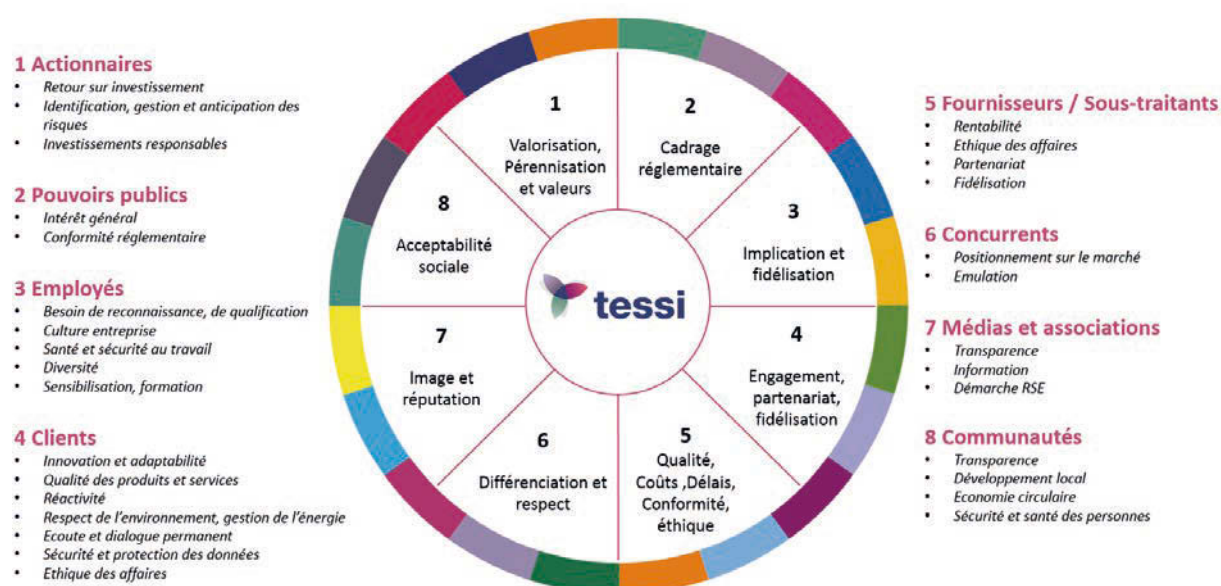 1 Actionnaires
• Retour sur investissement
• Identification, gestion et anticipation des
risques
• Investissements responsables
2 Pouvoirs publics
• Intérêt général
• Conformité réglementaire
3 Employés
• Besoin de reconnaissance, de qualification
• Culture entreprise
• Santé et sécurité au travail
• Diversité
• Sensibilisation, formation
4 Clients
• Innovation et adaptabilité
• Qualité des produits et services
• Réactivité
• Respect de l'environnement, gestion de l'énergie
• Ecoute et dialogue permanent
• Sécurité et protection des données
• Ethique des affaires
1
Valorisation,
Pérennisation
et valeurs
2
Cadrage
réglementaire
3
Implication et
fidélisation
4
Engagement,
partenariat,
fidélisation
5
Qualité,
Coûts ,Délais,
Conformité,
éthique
6
Différenciation et
respect
7
Image et
réputation
8
Acceptabilité
sociale
tessi
5 Fournisseurs / Sous-traitants
• Rentabilité
• Ethique des affaires
• Partenariat
• Fidélisation
6 Concurrents
• Positionnement sur le marché
• Emulation
7 Médias et associations
• Transparence
• Information
• Démarche RSE
8 Communautés
• Transparence
• Développement local
• Economie circulaire
• Sécurité et santé des personnes